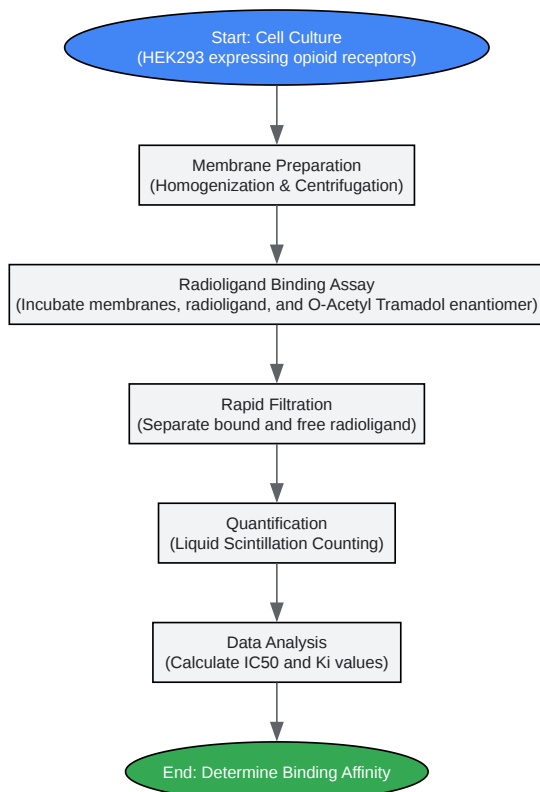 Start: Cell Culture
(HEK293 expressing opioid receptors)
Membrane Preparation
(Homogenization & Centrifugation)
Radioligand Binding Assay
(Incubate membranes, radioligand, and O-Acetyl Tramadol enantiomer)
Rapid Filtration
(Separate bound and free radioligand)
Quantification
(Liquid Scintillation Counting)
Data Analysis
(Calculate IC50 and Ki values)
End: Determine Binding Affinity